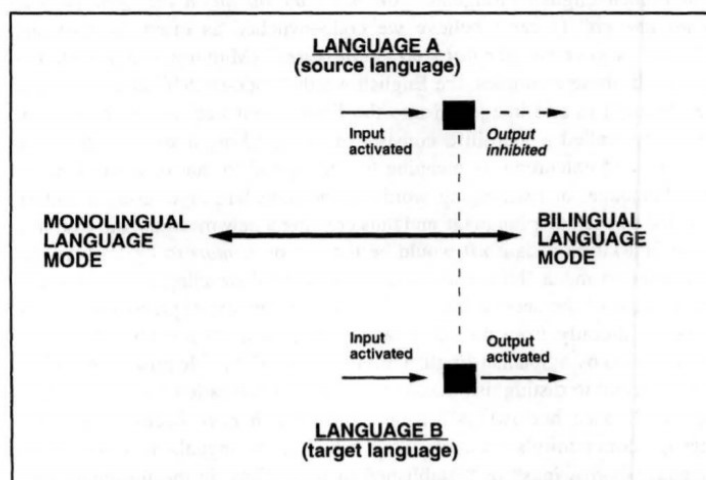 LANGUAGE A
(source language)
Input
activated
Output
inhibited
MONOLINGUAL
LANGUAGE
MODE
BILINGUAL
LANGUAGE
MODE
Input
activated
Output
activated
LANGUAGE B
(target language)